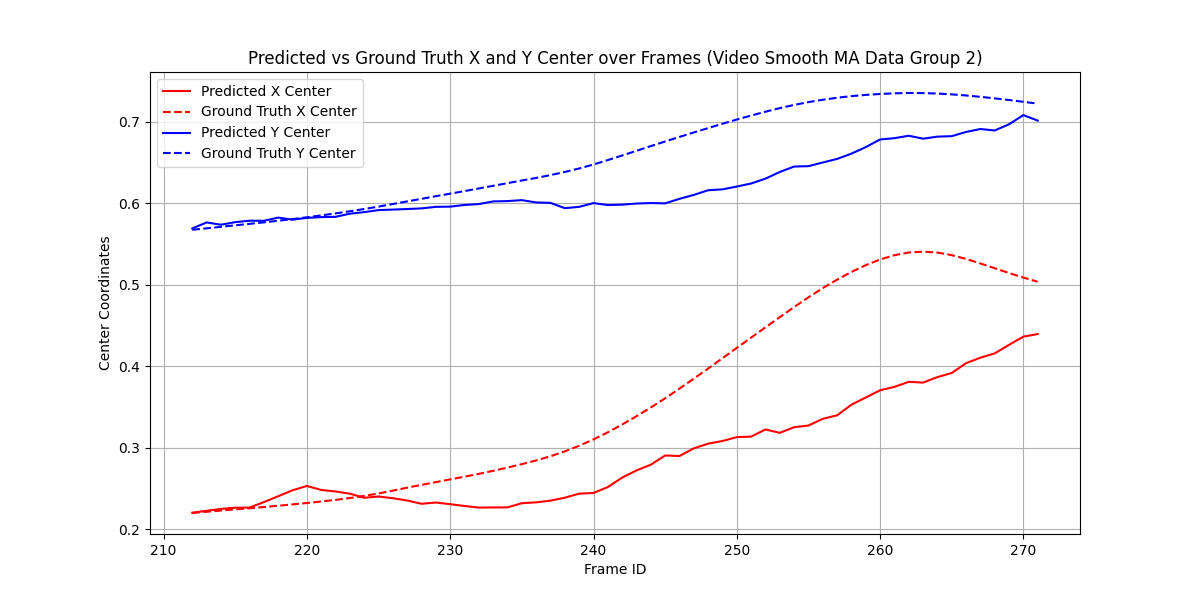 Predicted vs Ground Truth X and Y Center over Frames (Video Smooth MA Data Group 2)
Predicted X Center
Ground Truth X Center
Predicted Y Center
Ground Truth Y Center
Center Coordinates
0.7
0.6
0.5
0.4
0.3
0.2
210 220 230 240 250 260 270
Frame ID